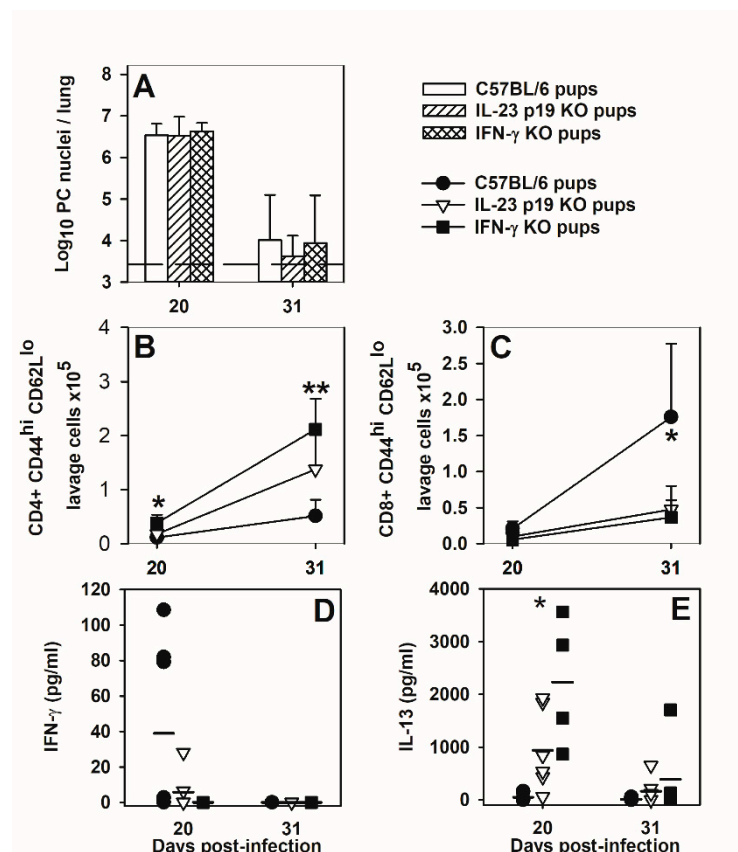 A
Log10 PC nuclei / lung
8
7
6
5
4
3
20
31
C57BL/6 pups
IL-23 p19 KO pups
IFN-γ KO pups
C57BL/6 pups
IL-23 p19 KO pups
IFN-γ KO pups
B
CD4+ CD44hi CD62Llo
lavage cells x10^5
4
3
2
1
0
*
**
20
31
C
CD8+ CD44hi CD62Llo
lavage cells x10^5
3.0
2.5
2.0
1.5
1.0
0.5
0.0
*
20
31
D
IFN-γ (pg/ml)
120
100
80
60
40
20
0
20
31
Days post-infection
E
IL-13 (pg/ml)
4000
3000
2000
1000
0
*
20
31
Days post-infection